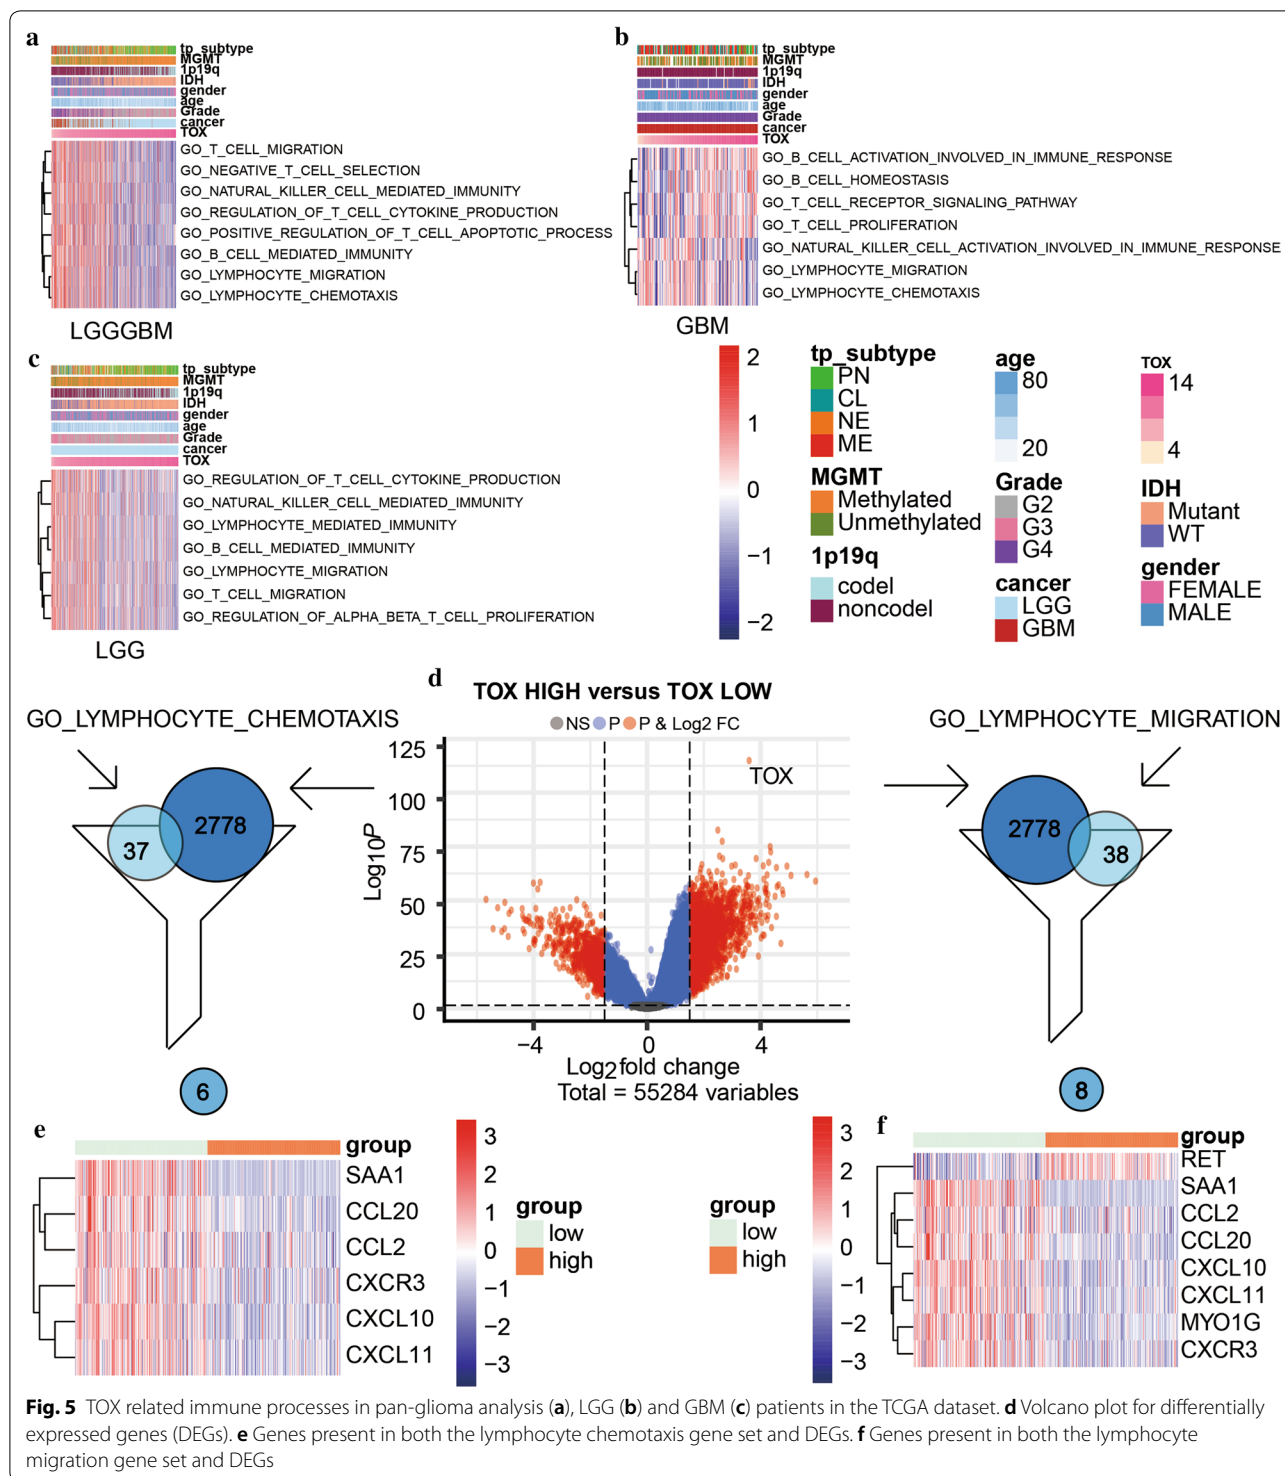 a
tp_subtype
MGMT
1p19q
IDH
gender
age
Grade
cancer
TOX
GO_T_CELL_MIGRATION
GO_NEGATIVE_T_CELL_SELECTION
GO_NATURAL_KILLER_CELL_MEDIATED_IMMUNITY
GO_REGULATION_OF_T_CELL_CYTOKINE_PRODUCTION
GO_POSITIVE_REGULATION_OF_T_CELL_APOPTOTIC_PROCESS
GO_B_CELL_MEDIATED_IMMUNITY
GO_LYMPHOCYTE_MIGRATION
GO_LYMPHOCYTE_CHEMOTAXIS
LGGGBM
b
tp_subtype
MGMT
1p19q
IDH
gender
age
Grade
cancer
TOX
GO_B_CELL_ACTIVATION_INVOLVED_IN_IMMUNE_RESPONSE
GO_B_CELL_HOMEOSTASIS
GO_T_CELL_RECEPTOR_SIGNALING_PATHWAY
GO_T_CELL_PROLIFERATION
GO_NATURAL_KILLER_CELL_ACTIVATION_INVOLVED_IN_IMMUNE_RESPONSE
GO_LYMPHOCYTE_MIGRATION
GO_LYMPHOCYTE_CHEMOTAXIS
GBM
c
tp_subtype
MGMT
1p19q
IDH
gender
age
Grade
cancer
TOX
GO_REGULATION_OF_T_CELL_CYTOKINE_PRODUCTION
GO_NATURAL_KILLER_CELL_MEDIATED_IMMUNITY
GO_LYMPHOCYTE_MEDIATED_IMMUNITY
GO_B_CELL_MEDIATED_IMMUNITY
GO_LYMPHOCYTE_MIGRATION
GO_T_CELL_MIGRATION
GO_REGULATION_OF_ALPHA_BETA_T_CELL_PROLIFERATION
LGG
2
1
0
−1
−2
tp_subtype
PN
CL
NE
ME
MGMT
Methylated
Unmethylated
1p19q
codel
noncodel
age
80
20
Grade
G2
G3
G4
cancer
LGG
GBM
TOX
14
4
IDH
Mutant
WT
gender
FEMALE
MALE
GO_LYMPHOCYTE_CHEMOTAXIS
37
2778
6
d
TOX HIGH versus TOX LOW
NS P P & Log2 FC
125
100
75
50
25
0
Log10P
TOX
−4 0 4
Log2fold change
Total = 55284 variables
GO_LYMPHOCYTE_MIGRATION
2778
38
8
e
group
SAA1
CCL20
CCL2
CXCR3
CXCL10
CXCL11
3
2
1
0
−1
−2
−3
group
low
high
group
low
high
3
2
1
0
−1
−2
−3
f
group
RET
SAA1
CCL2
CCL20
CXCL10
CXCL11
MYO1G
CXCR3
Fig. 5 TOX related immune processes in pan-glioma analysis (a), LGG (b) and GBM (c) patients in the TCGA dataset. d Volcano plot for differentially
expressed genes (DEGs). e Genes present in both the lymphocyte chemotaxis gene set and DEGs. f Genes present in both the lymphocyte
migration gene set and DEGs